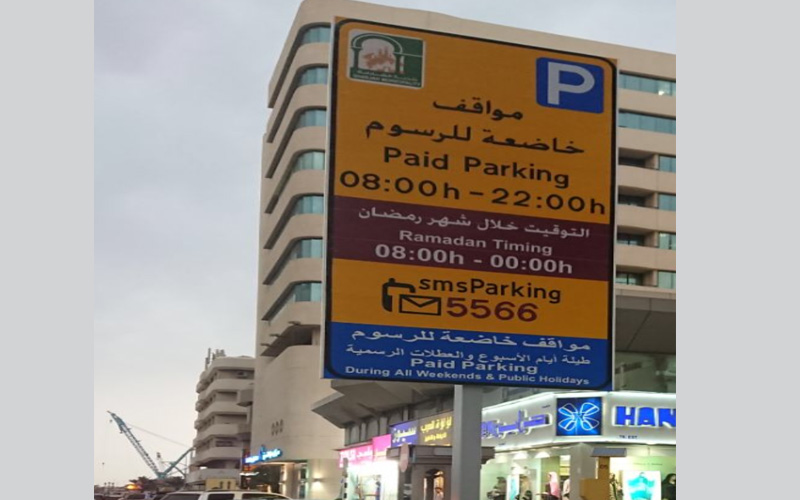 P
مواقف
خاضعة للرسوم
Paid Parking
08:00h - 22:00h
التوقيت خلال شهر رمضان
Ramadan Timing
08:00h - 00:00h
smsParking
5566
مواقف خاضعة للرسوم
طيلة أيام الأسبوع والعطلات الرسمية
Paid Parking
During All Weekends & Public Holidays
HAN